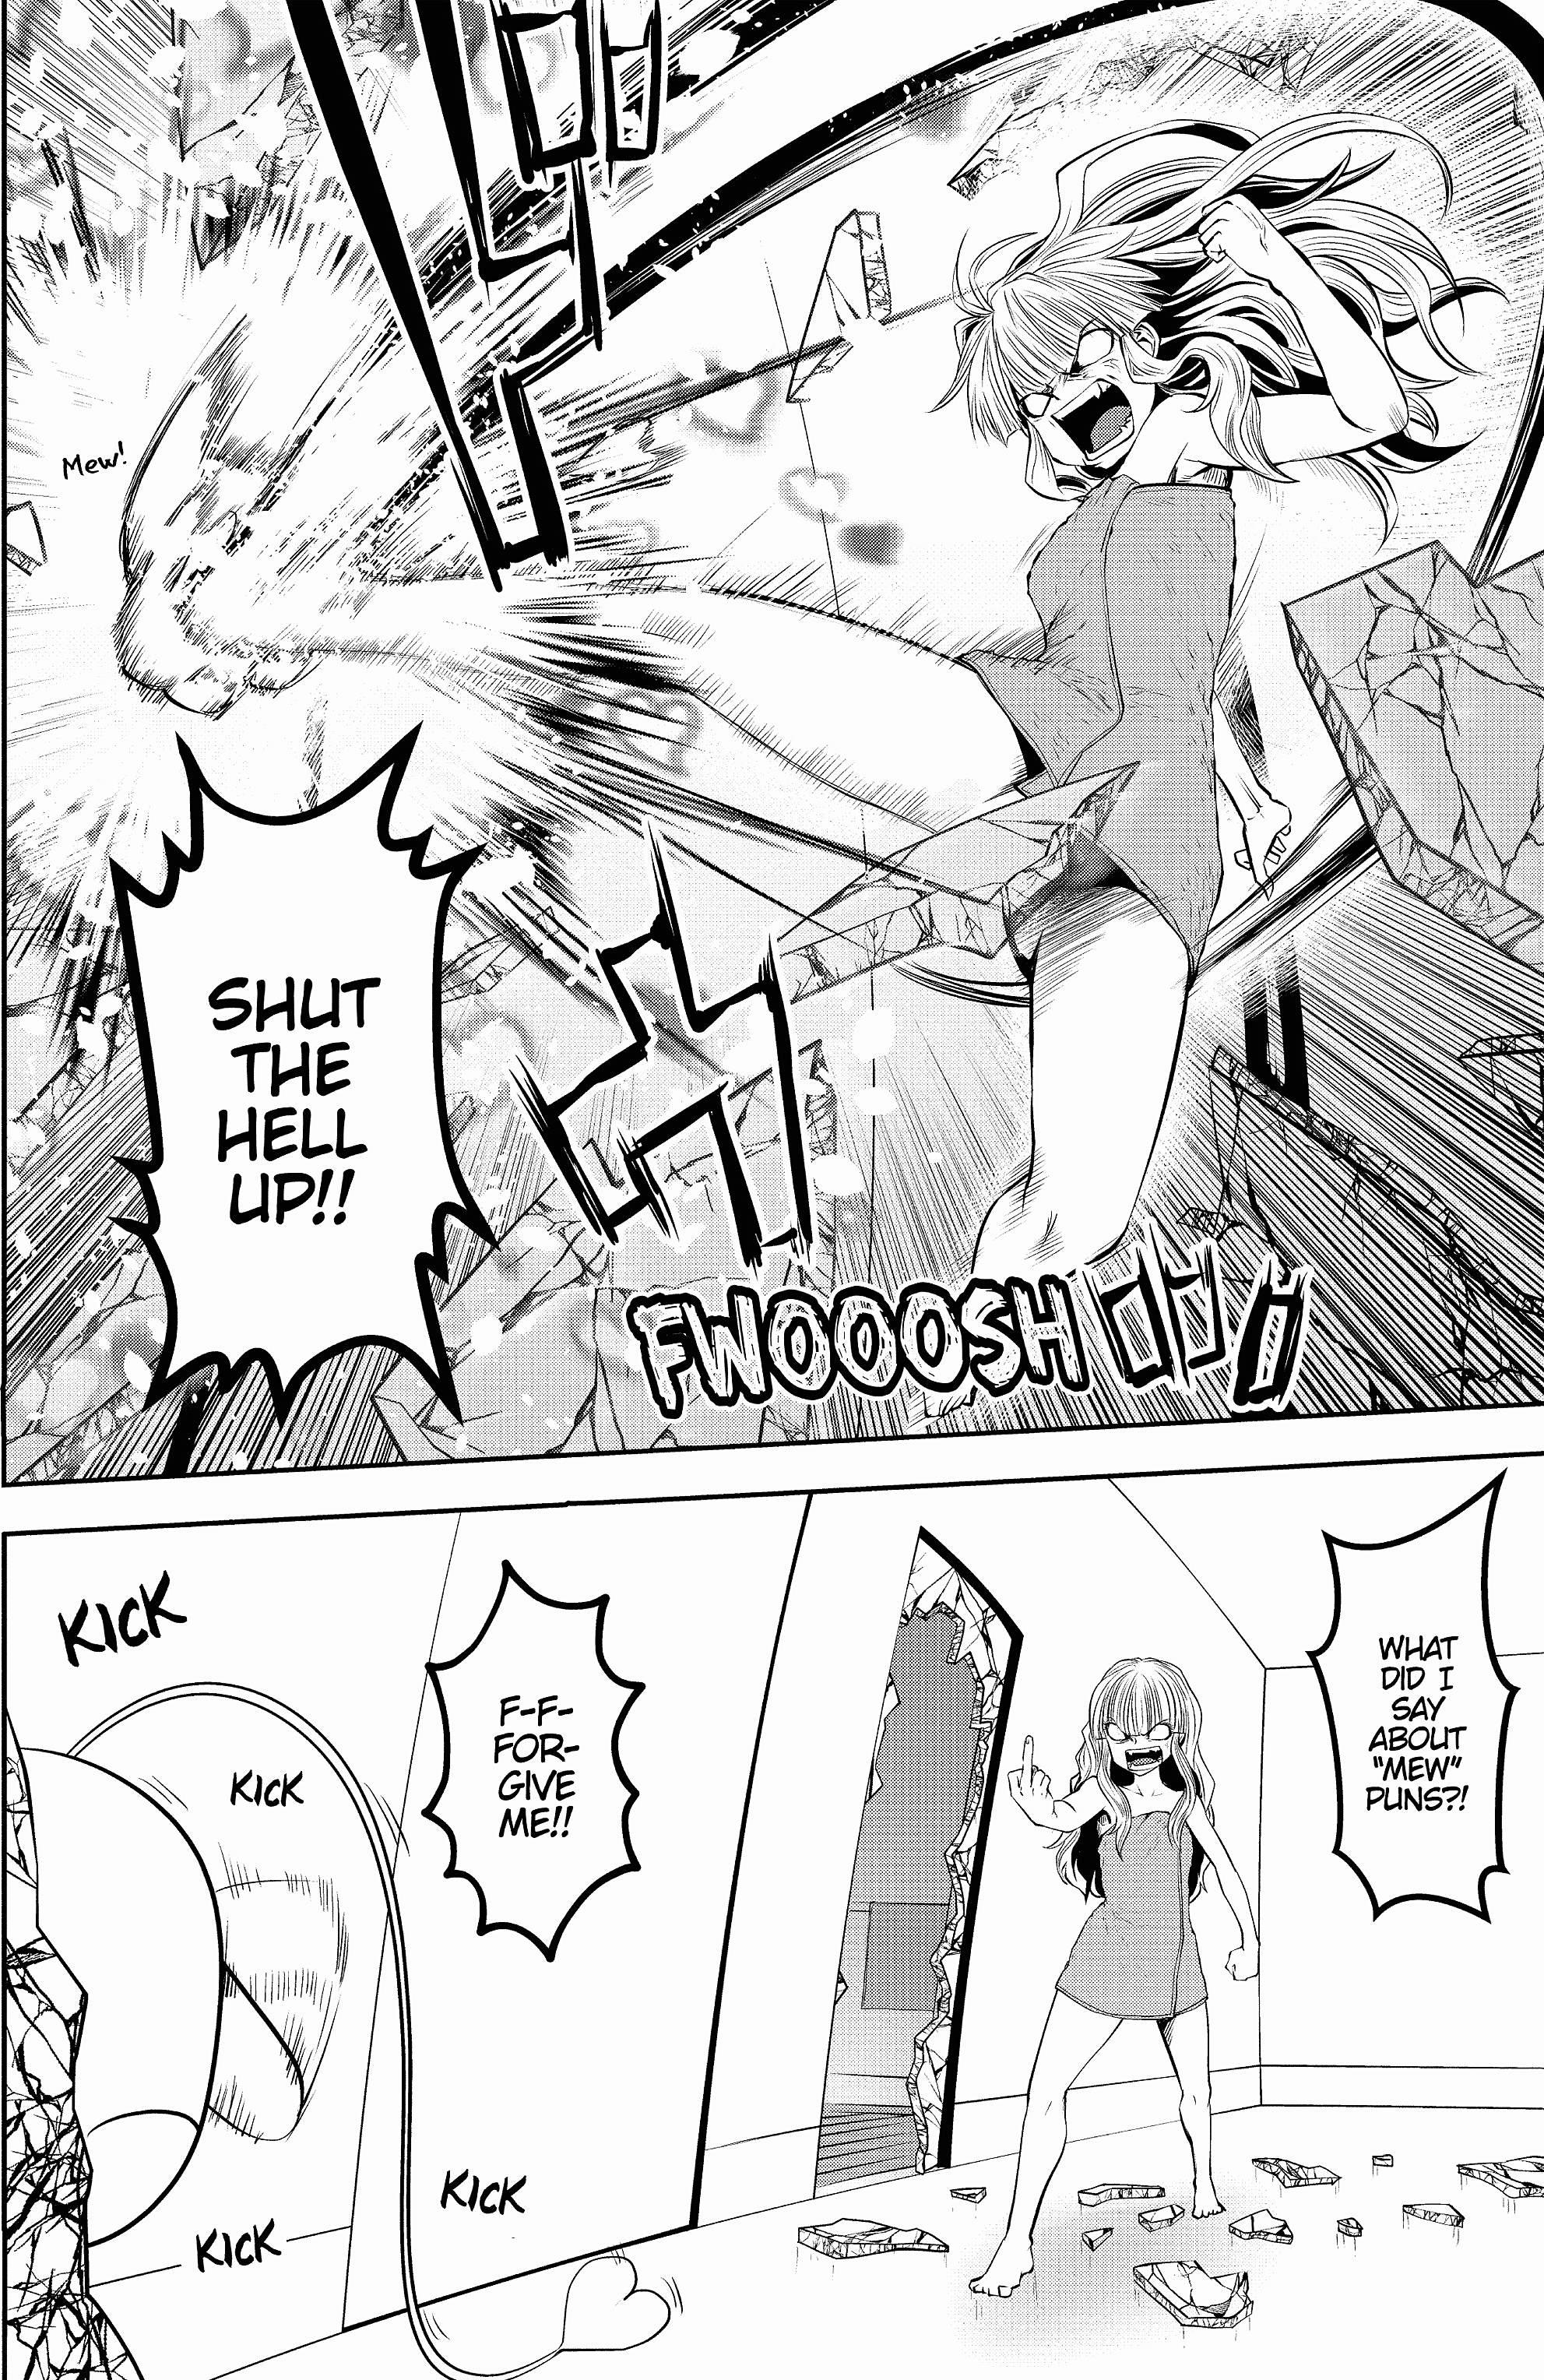 Mew!
SHUT
THE
HELL
UP!!
FWOOOSH
WHAT
DID I
SAY
ABOUT
"MEW"
PUNS?!
F-F-
FOR-
GIVE
ME!!
KICK
KICK
KICK
KICK